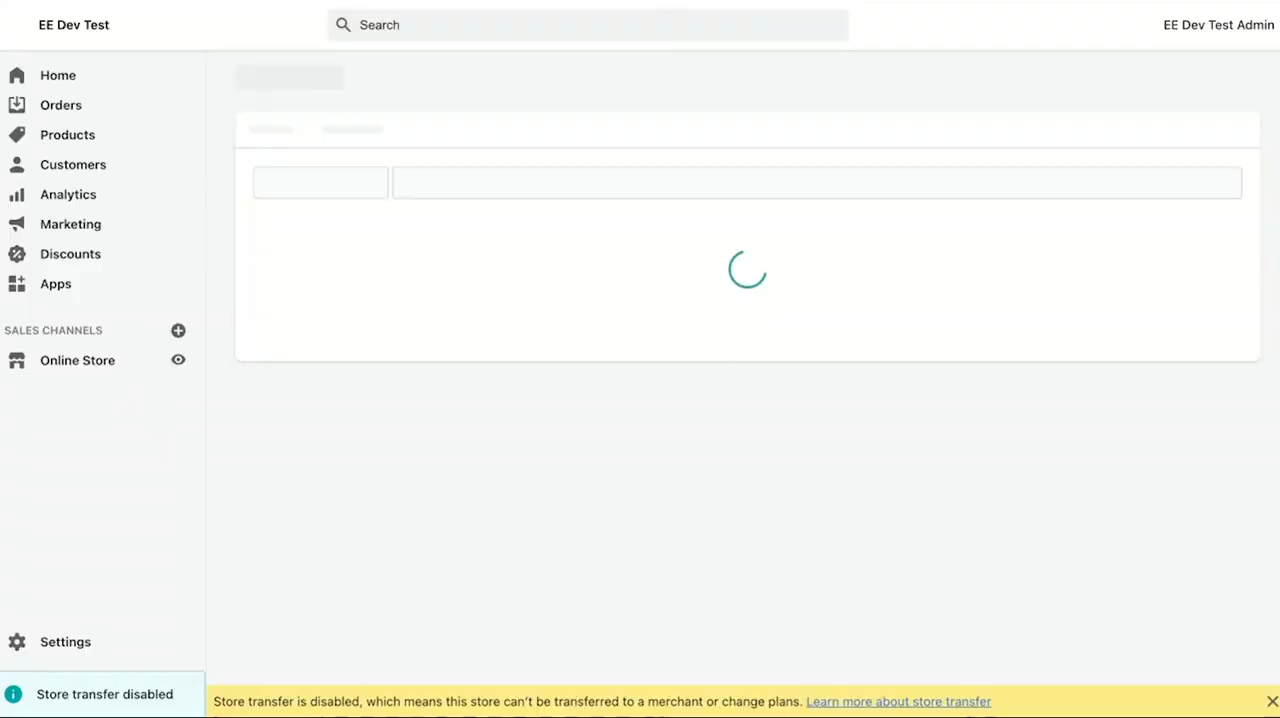 EE Dev Test
Search
EE Dev Test Admin
Home
Orders
Products
Customers
Analytics
Marketing
Discounts
Apps
SALES CHANNELS
Online Store
Settings
Store transfer disabled
Store transfer is disabled, which means this store can't be transferred to a merchant or change plans. Learn more about store transfer